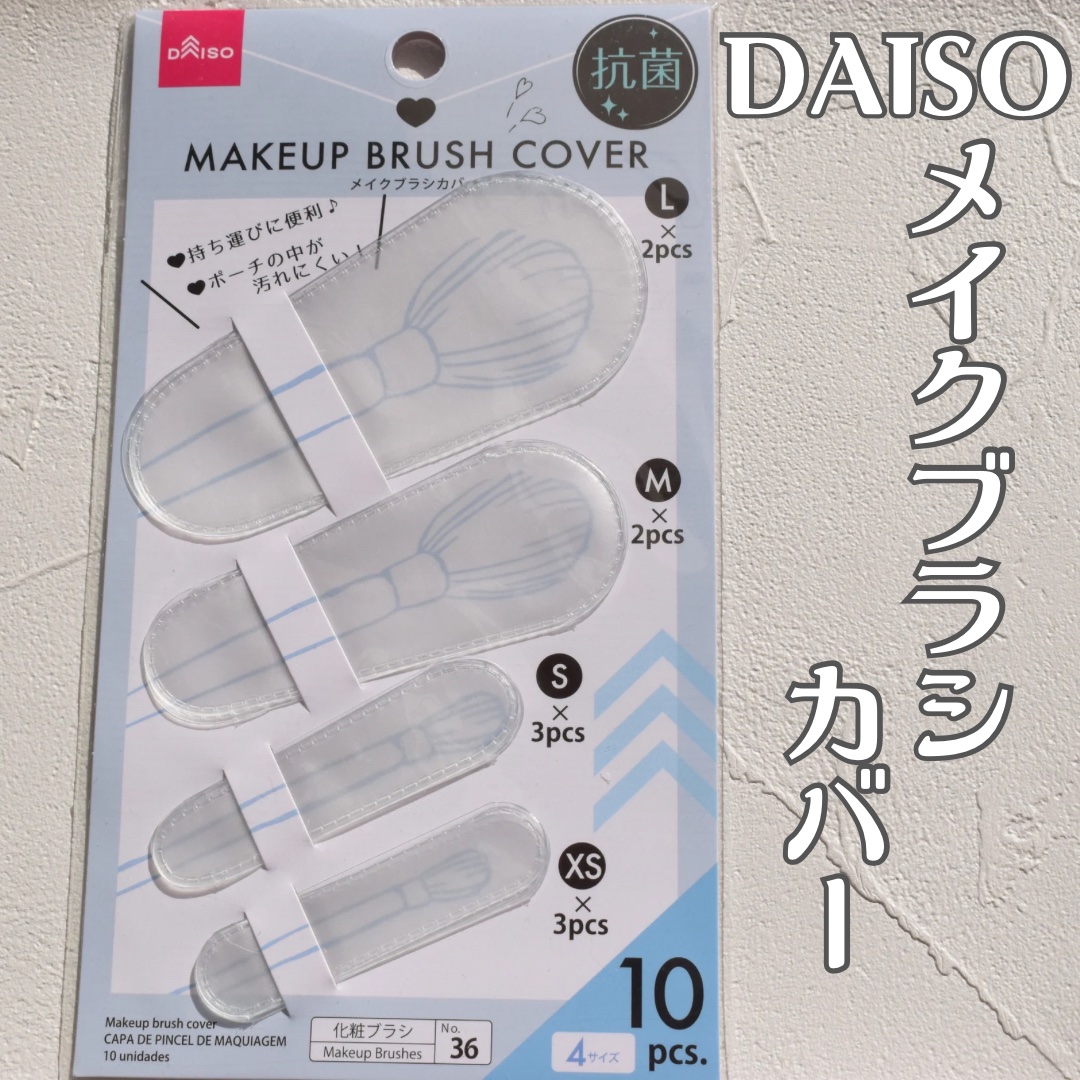 DAISO
メイクブラシ
カバー
DAISO
抗菌
MAKEUP BRUSH COVER
メイクブラシカバー
♥持ち運びに便利♪
♥ポーチの中が
汚れにくい!
L
×
2pcs
M
×
2pcs
S
×
3pcs
XS
×
3pcs
10
pcs.
4サイズ
Makeup brush cover
CAPA DE PINCEL DE MAQUIAGEM
10 unidades
化粧ブラシ
Makeup Brushes
No.
36